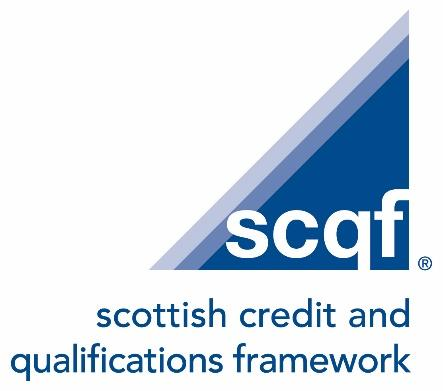 scqf ®
scottish credit and
qualifications framework